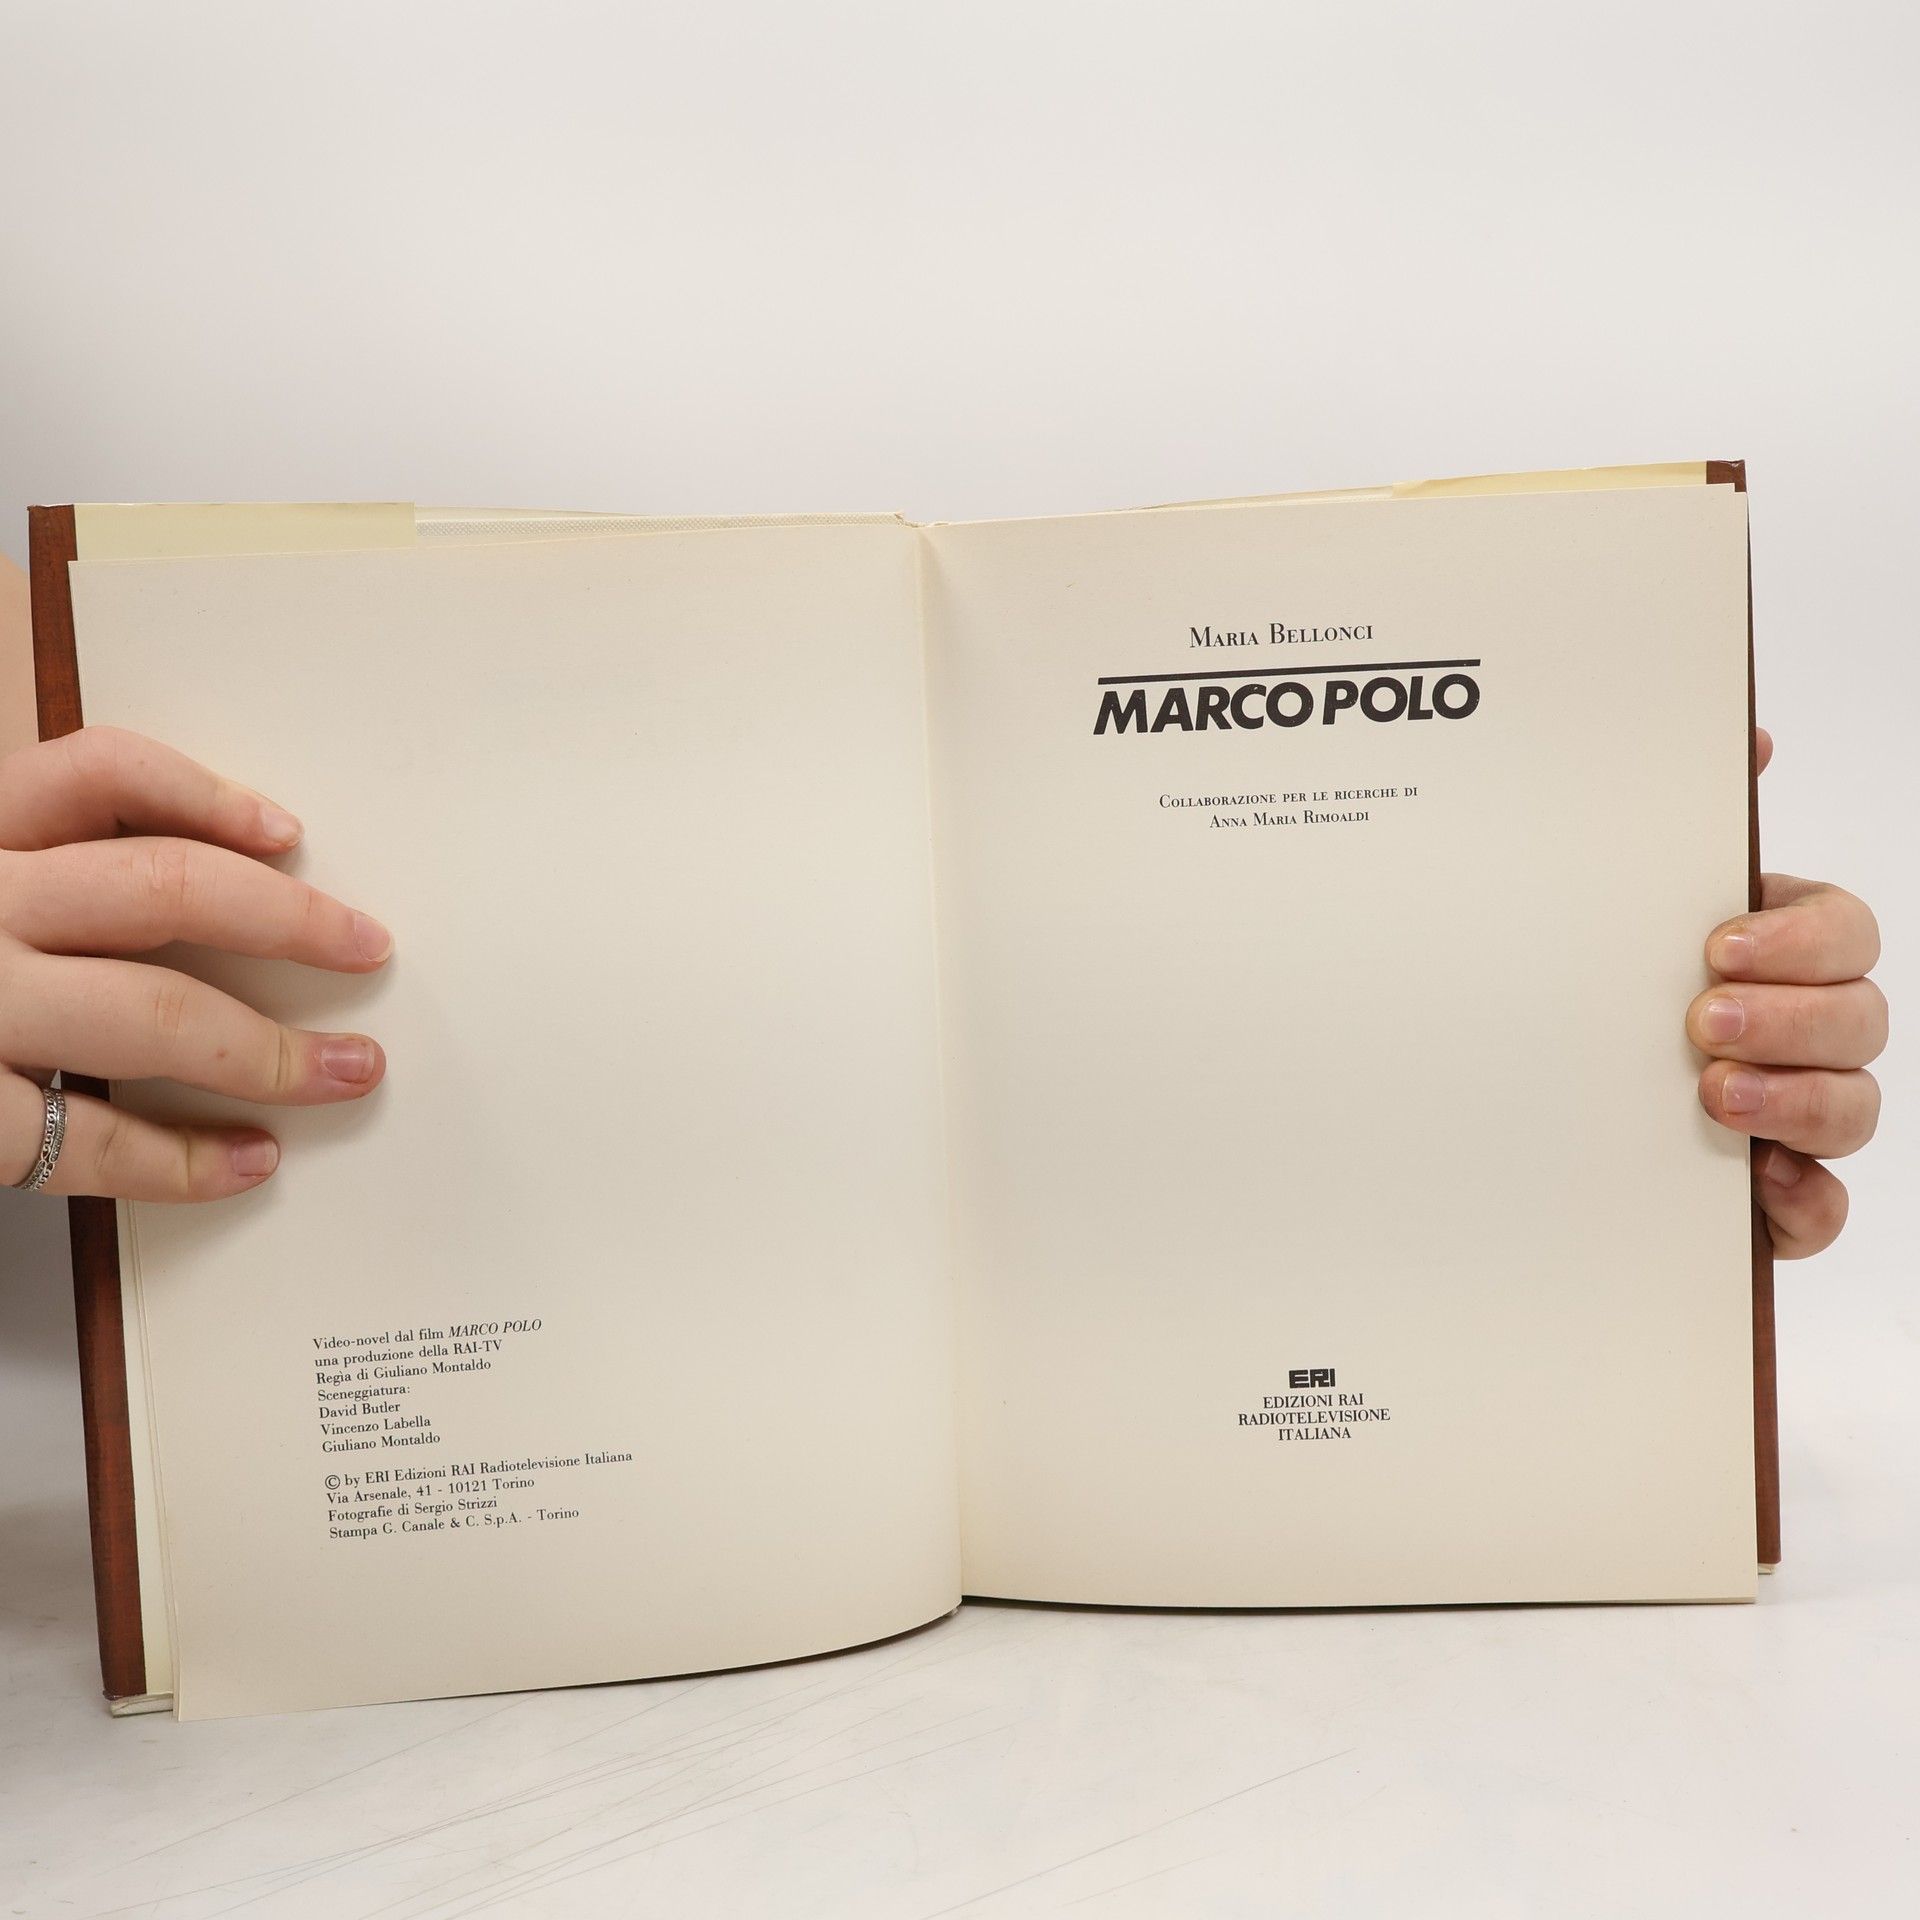 Video-novel dal film MARCO POLO
una produzione della RAI-TV
Regia di Giuliano Montaldo
Sceneggiatura:
David Butler
Vincenzo Labella
Giuliano Montaldo
© by ERI Edizioni RAI Radiotelevisione Italiana
Via Arsenale, 41 - 10121 Torino
Fotografie di Sergio Strizzi
Stampa G. Canale & C. S.p.A. - Torino
MARIA BELLONCI
MARCO POLO
COLLABORAZIONE PER LE RICERCHE DI
ANNA MARIA RIMOALDI
ERI
EDIZIONI RAI
RADIOTELEVISIONE
ITALIANA